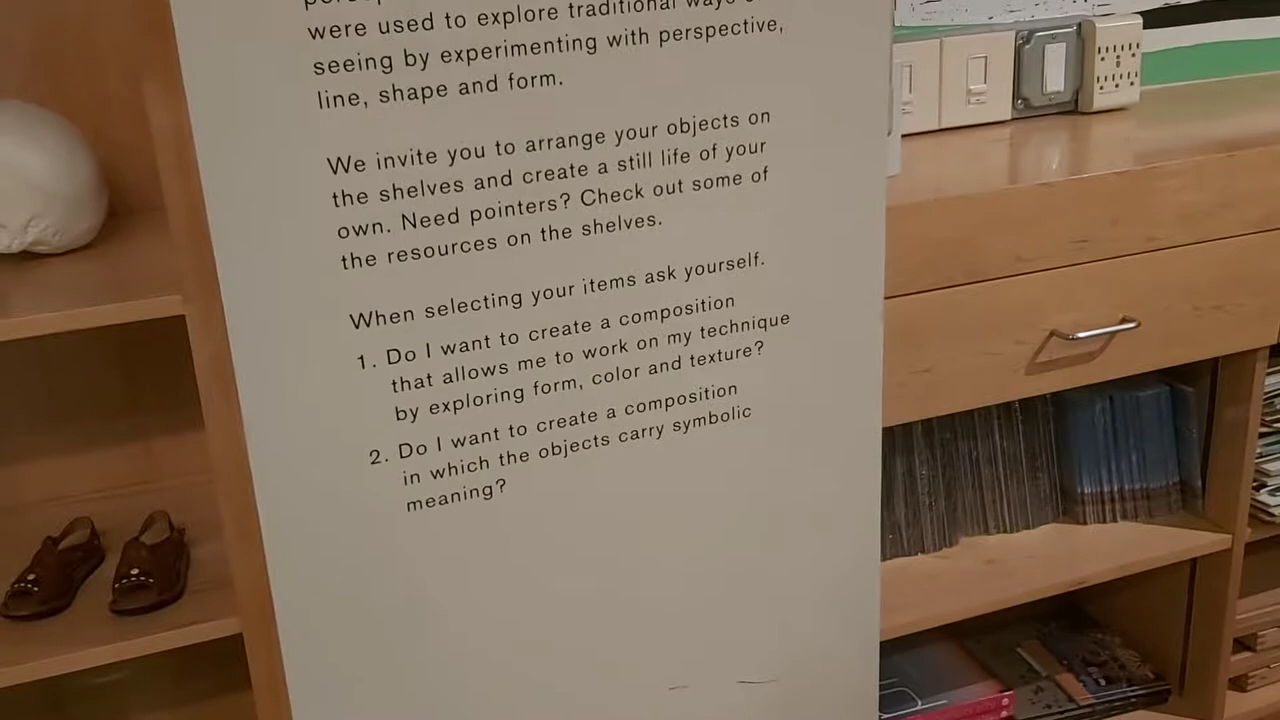 were used to explore traditional ways
seeing by experimenting with perspective,
line, shape and form.
We invite you to arrange your objects on
the shelves and create a still life of your
own. Need pointers? Check out some of
the resources on the shelves.
When selecting your items ask yourself.
1. Do I want to create a composition
that allows me to work on my technique
by exploring form, color and texture?
2. Do I want to create a composition
in which the objects carry symbolic
meaning?